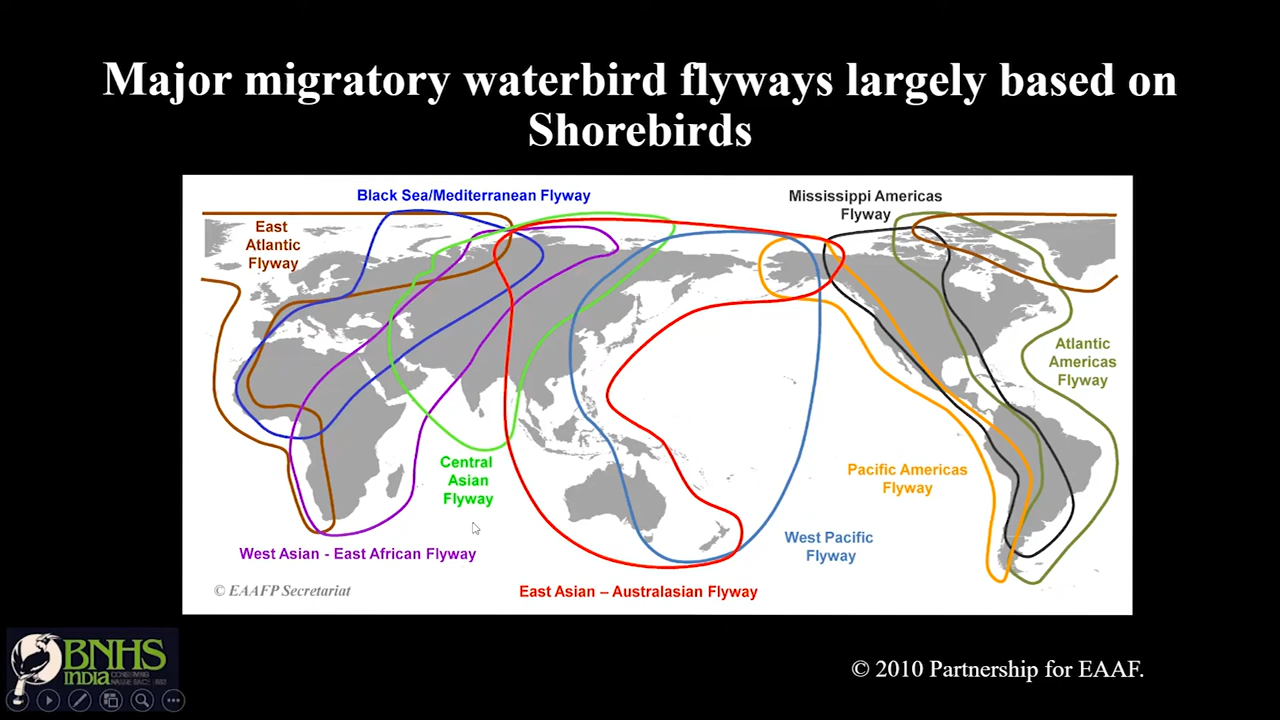 Major migratory waterbird flyways largely based on
Shorebirds
Black Sea/Mediterranean Flyway
Mississippi Americas
Flyway
East
Atlantic
Flyway
Atlantic
Americas
Flyway
Central
Asian
Flyway
Pacific Americas
Flyway
West Pacific
Flyway
West Asian - East African Flyway
© EAAFP Secretariat
East Asian – Australasian Flyway
BNHS
INDIA
© 2010 Partnership for EAAF.